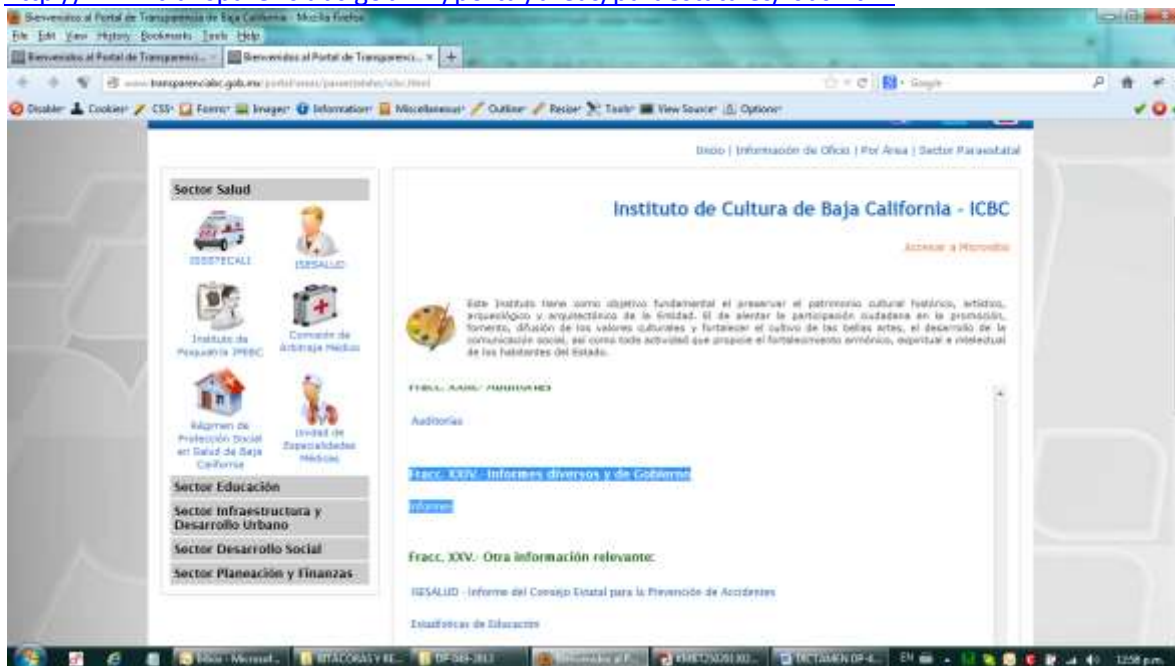 Bienvenidos al Portal de Transparencia de Baja California - Mozilla Firefox
File Edit View History Bookmarks Tools Help
Bienvenidos al Portal de Transparenci... Bienvenidos al Portal de Transparenci...
Google
Disable Cookies CSS Forms Images Information Miscellaneous Outline Resize Tools View Source Options
Inicio | Información de Oficio | Por Área | Sector Paraestatal
Sector Salud
ISSSTECALI
ISESALUD
Instituto de Psiquiatría IPEBC
Comisión de Arbitraje Médico
Régimen de Protección Social en Salud de Baja California
Unidad de Especialidades Médicas
Sector Educación
Sector Infraestructura y
Desarrollo Urbano
Sector Desarrollo Social
Sector Planeación y Finanzas
Instituto de Cultura de Baja California - ICBC
Accesar a Micrositio
Este Instituto tiene como objetivo fundamental el preservar el patrimonio cultural histórico, artístico,
arqueológico y arquitectónico de la Entidad. El de alentar la participación ciudadana en la promoción,
fomento, difusión de los valores culturales y fortalecer el cultivo de las bellas artes, el desarrollo de la
comunicación social, así como toda actividad que propicie el fortalecimiento armónico, espiritual e intelectual
de los habitantes del Estado.
Auditorías
Fracc. XXIV.- Informes diversos y de Gobierno
Informes
Fracc. XXV.- Otra información relevante:
ISESALUD - Informe del Consejo Estatal para la Prevención de Accidentes
Estadísticas de Educación
EN
12:58 p.m.